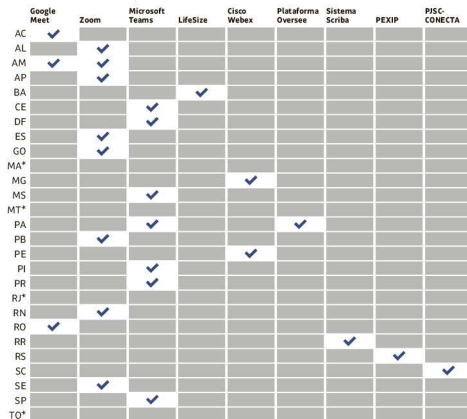 Google Meet Zoom Microsoft Teams LifeSize Cisco Webex Plataforma Oversee Sistema Scriba PEXIP PJSC-CONECTA
AC
AL
AM
AP
BA
CE
DF
ES
GO
MA*
MG
MS
MT*
PA
PB
PE
PI
PR
RJ*
RN
RO
RR
RS
SC
SE
SP
TO*